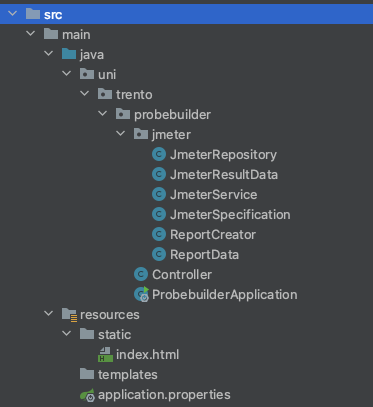 src
main
java
uni
trento
probebuilder
jmeter
JmeterRepository
JmeterResultData
JmeterService
JmeterSpecification
ReportCreator
ReportData
Controller
ProbebuilderApplication
resources
static
index.html
templates
application.properties